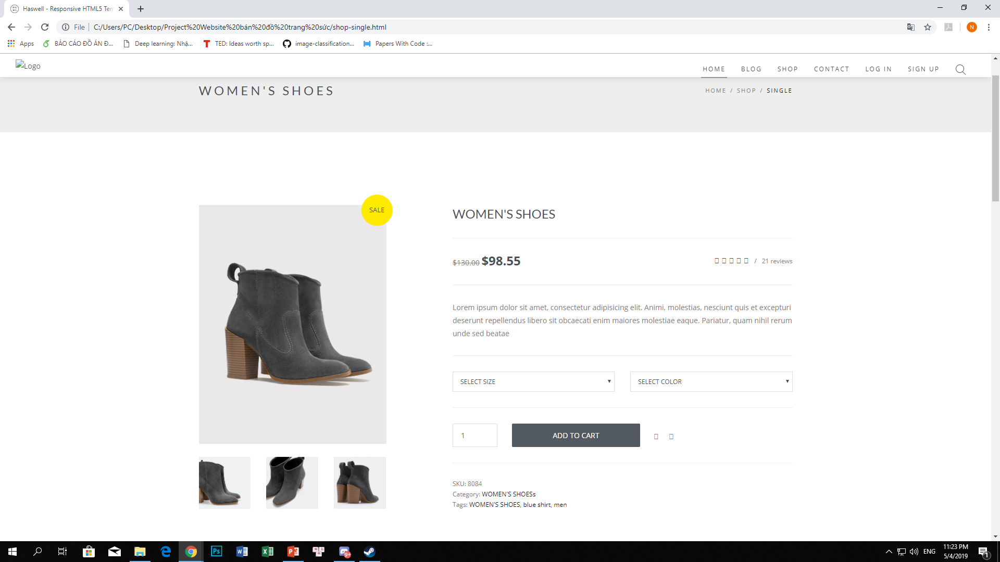 Haswell - Responsive HTML5 Tem
File
C:/Users/PC/Desktop/Project%20Website%20bán%20đồ%20trang%20sức/shop-single.html
N
Apps
BÁO CÁO ĐỒ ÁN Đ...
Deep learning: Nhậ...
TED: Ideas worth sp...
image-classification...
Papers With Code :...
Logo
HOME BLOG SHOP CONTACT LOG IN SIGN UP
WOMEN'S SHOES
HOME / SHOP / SINGLE
SALE
WOMEN'S SHOES
$130.00 $98.55
/ 21 reviews
Lorem ipsum dolor sit amet, consectetur adipisicing elit. Animi, molestias, nesciunt quis et excepturi
deserunt repellendus libero sit obcaecati enim maiores molestiae eaque. Pariatur, quam nihil rerum
unde sed beatae
SELECT SIZE
SELECT COLOR
1
ADD TO CART
SKU: 8084
Category: WOMEN'S SHOESs
Tags: WOMEN'S SHOES, blue shirt, men
Ps
9+
ENG
11:23 PM
5/4/2019
1